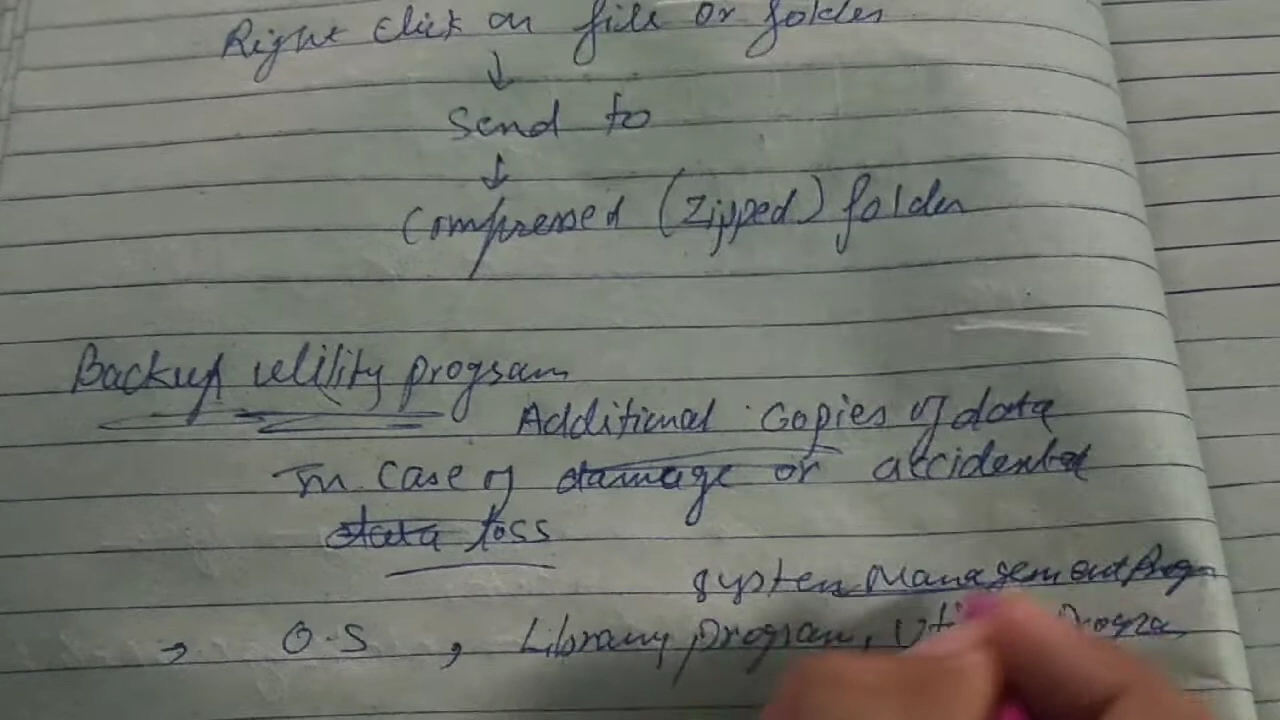 Right click on file or folder
↓
Send to
↓
Compressed (Zipped) folder
Backup utility program
Additional Copies of data
In case of damage or accidental
data loss
System Management Prog
→ O.S , Library program,